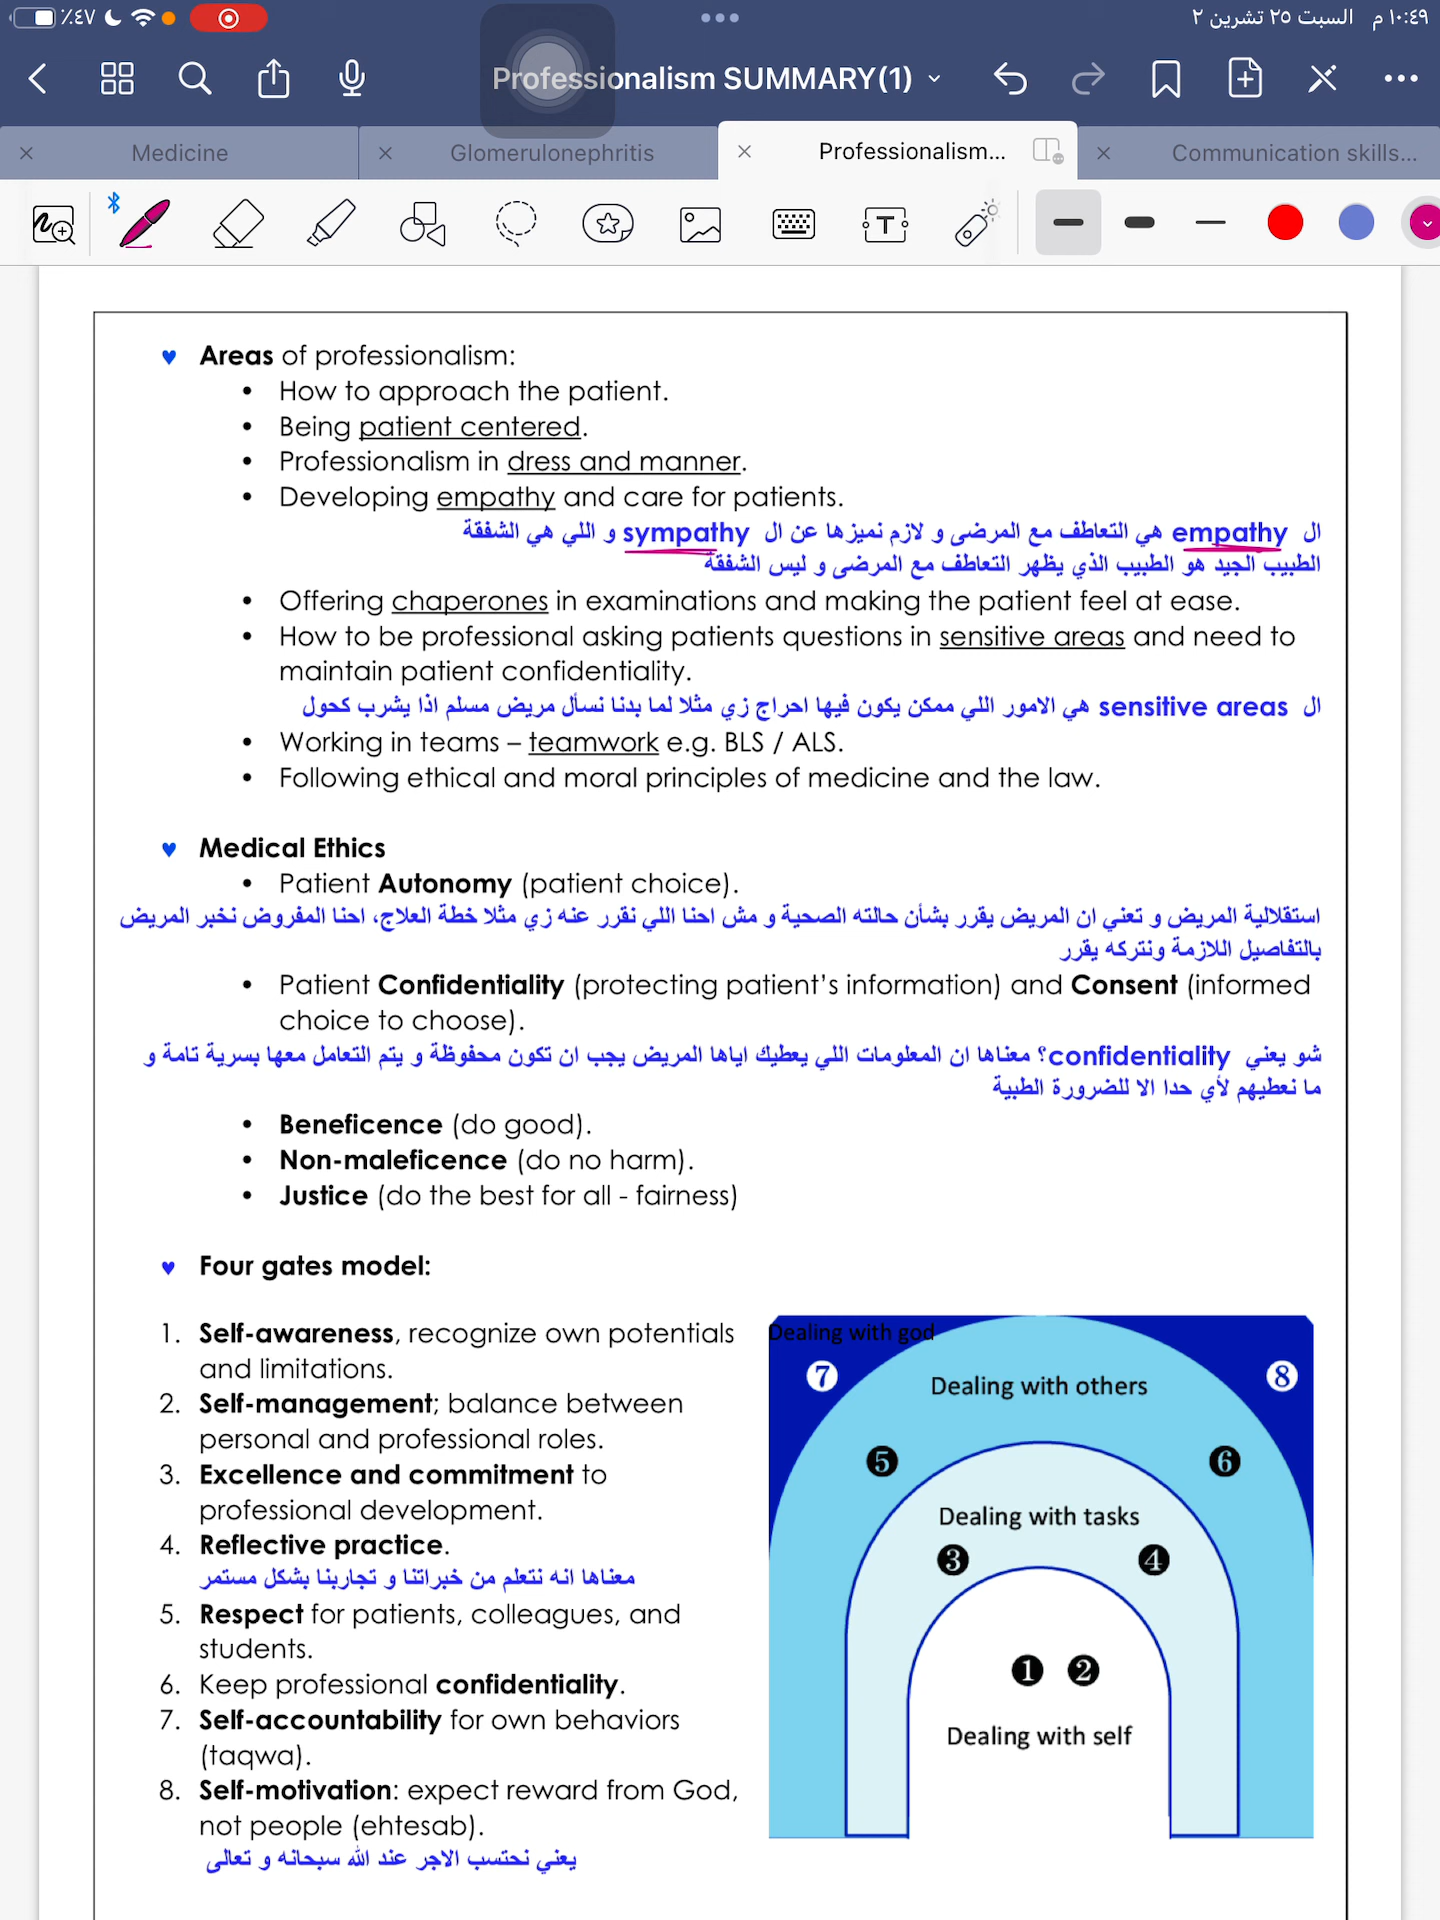 ٪٤٧
السبت ٢٥ تشرين ٢ ١٠:٤٩ م
Professionalism SUMMARY(1)
Medicine
Glomerulonephritis
Professionalism...
Communication skills...
T
♥ Areas of professionalism:
• How to approach the patient.
• Being patient centered.
• Professionalism in dress and manner.
• Developing empathy and care for patients.
ال empathy هي التعاطف مع المرضى و لازم نميزها عن ال sympathy و اللي هي الشفقة
الطبيب الجيد هو الطبيب الذي يظهر التعاطف مع المرضى و ليس الشفقة
• Offering chaperones in examinations and making the patient feel at ease.
• How to be professional asking patients questions in sensitive areas and need to
maintain patient confidentiality.
ال sensitive areas هي الامور اللي ممكن يكون فيها احراج زي مثلا لما بدنا نسأل مريض مسلم اذا يشرب كحول
• Working in teams – teamwork e.g. BLS / ALS.
• Following ethical and moral principles of medicine and the law.
♥ Medical Ethics
• Patient Autonomy (patient choice).
استقلالية المريض و تعني ان المريض يقرر بشأن حالته الصحية و مش احنا اللي نقرر عنه زي مثلا خطة العلاج، احنا المفروض نخبر المريض
بالتفاصيل اللازمة ونتركه يقرر
• Patient Confidentiality (protecting patient's information) and Consent (informed
choice to choose).
شو يعني confidentiality؟ معناها ان المعلومات اللي يعطيك اياها المريض يجب ان تكون محفوظة و يتم التعامل معها بسرية تامة و
ما نعطيهم لأي حدا الا للضرورة الطبية
• Beneficence (do good).
• Non-maleficence (do no harm).
• Justice (do the best for all - fairness)
♥ Four gates model:
1. Self-awareness, recognize own potentials
and limitations.
2. Self-management; balance between
personal and professional roles.
3. Excellence and commitment to
professional development.
4. Reflective practice.
معناها انه نتعلم من خبراتنا و تجاربنا بشكل مستمر
5. Respect for patients, colleagues, and
students.
6. Keep professional confidentiality.
7. Self-accountability for own behaviors
(taqwa).
8. Self-motivation: expect reward from God,
not people (ehtesab).
يعني نحتسب الاجر عند الله سبحانه و تعالى
Dealing with god
7 8
Dealing with others
5 6
Dealing with tasks
3 4
1 2
Dealing with self